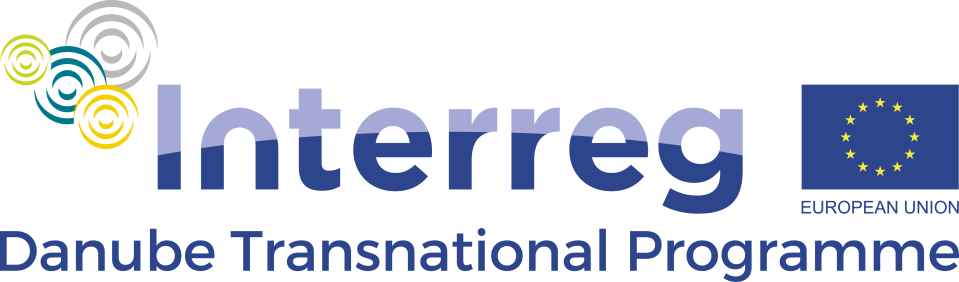 Interreg
EUROPEAN UNION
Danube Transnational Programme